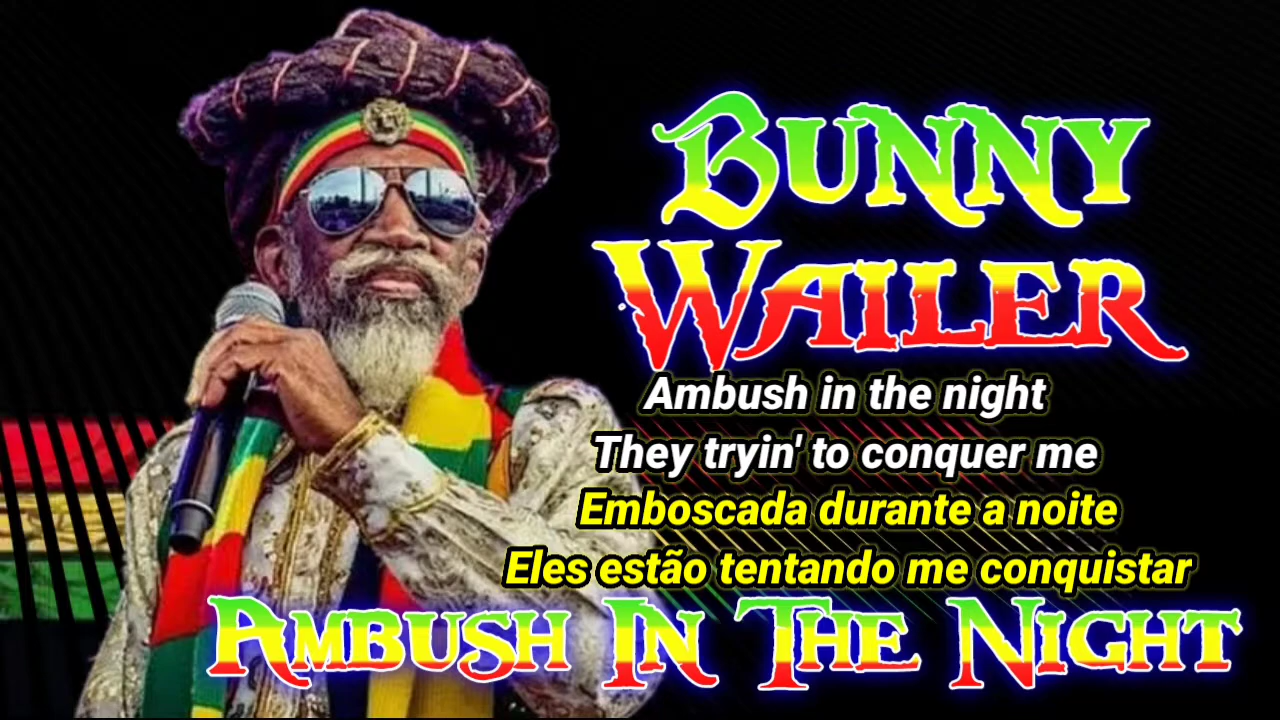 Bunny
Wailer
Ambush in the night
They tryin' to conquer me
Emboscada durante a noite
Eles estão tentando me conquistar
Ambush In The Night